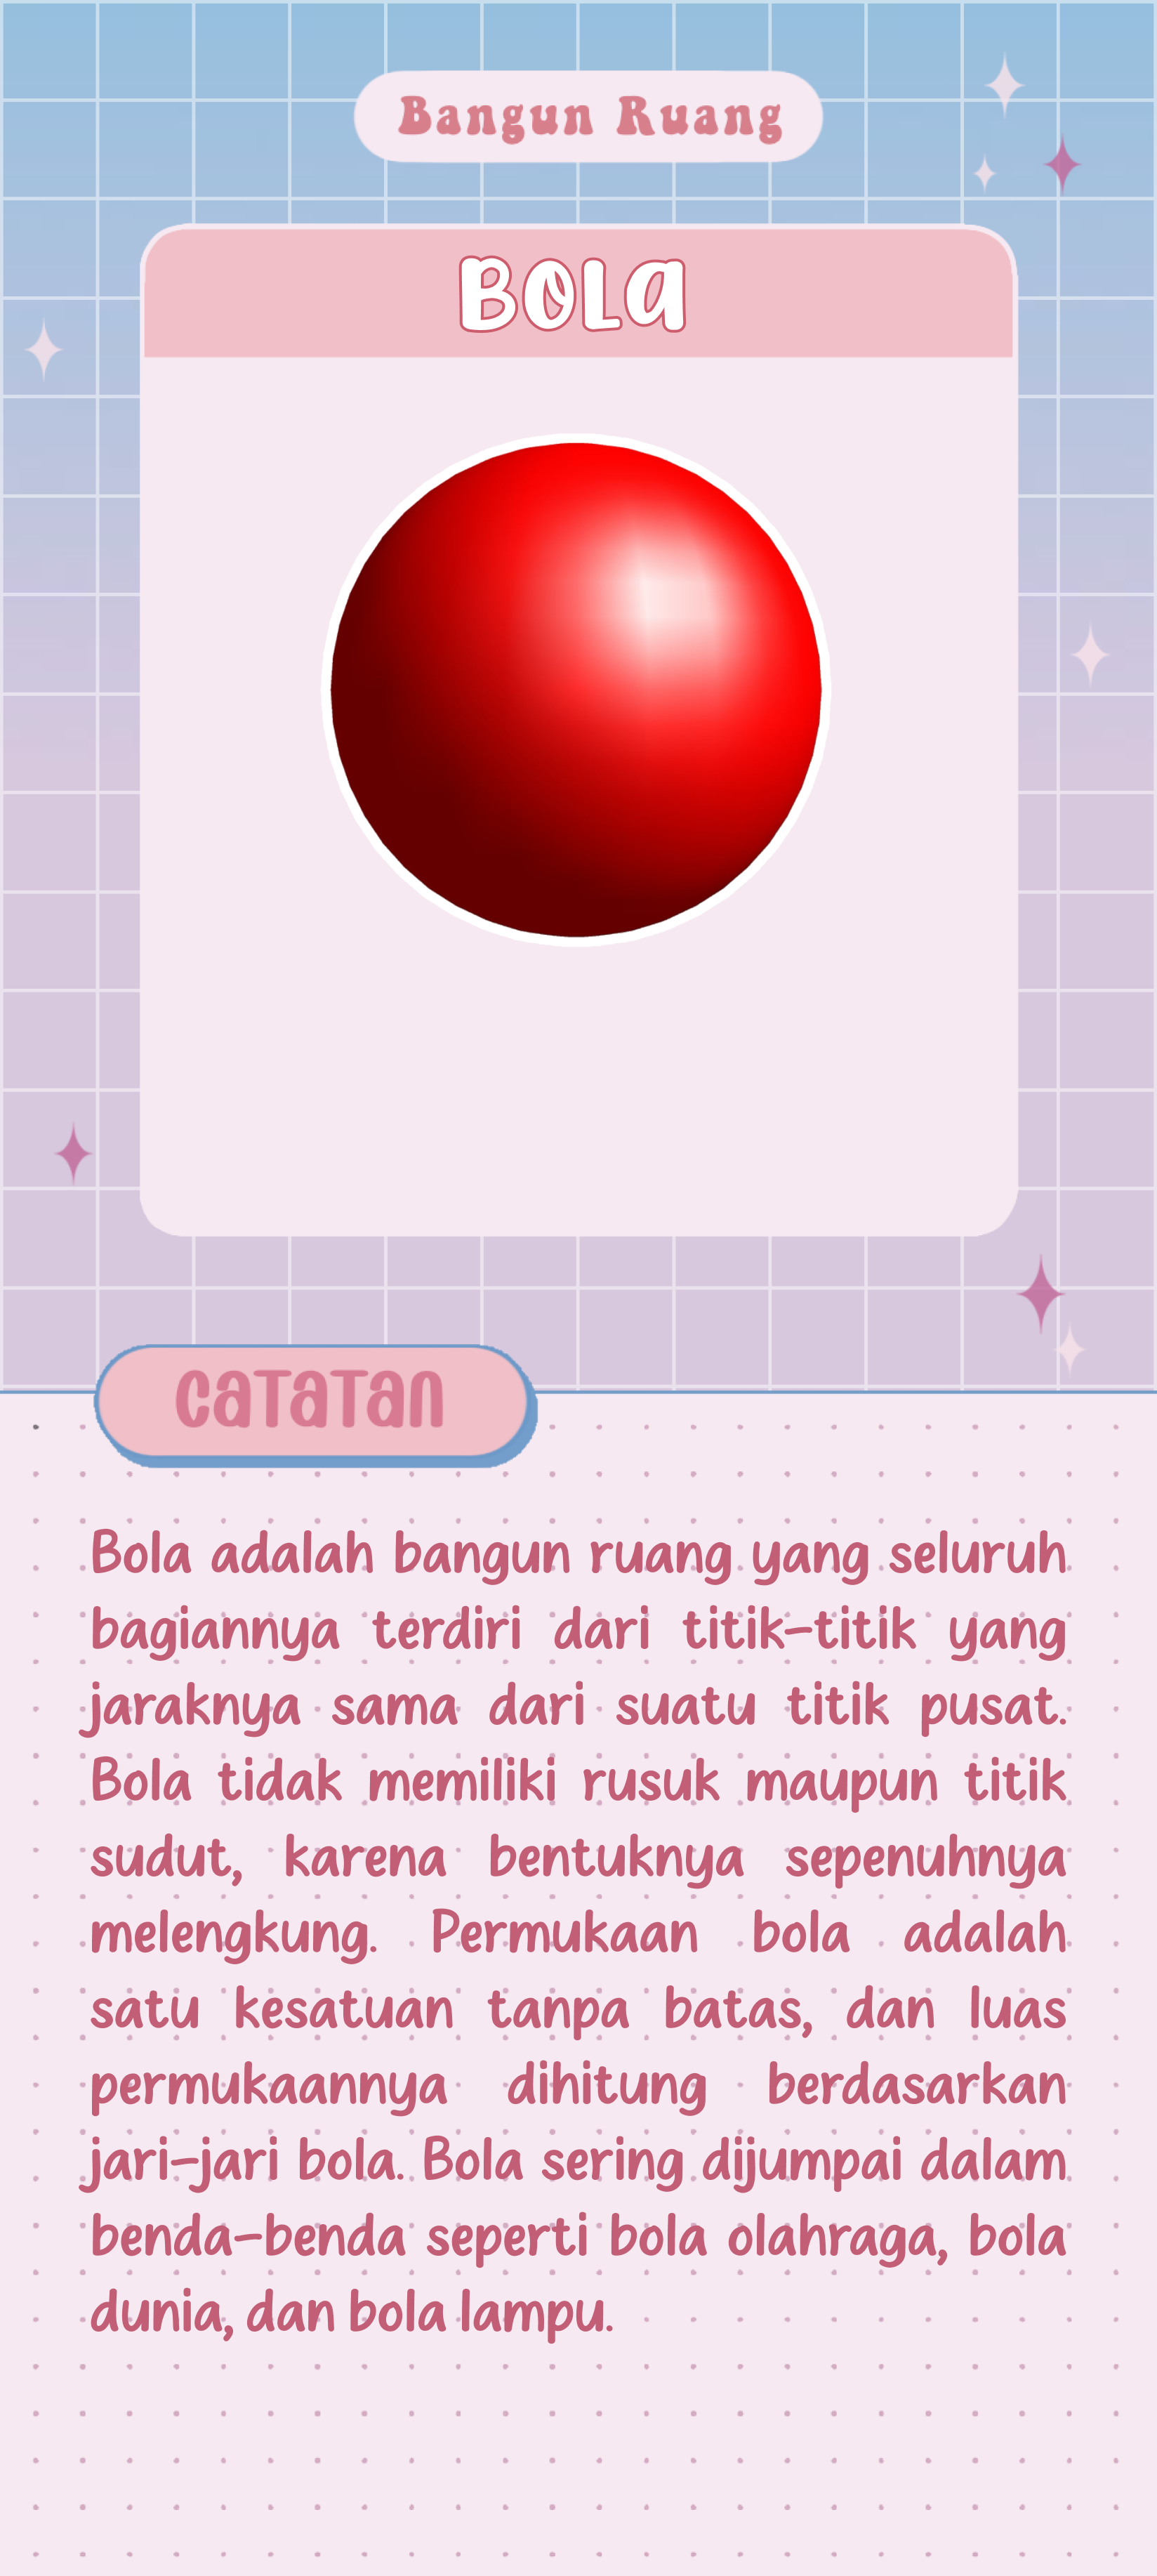 Bangun Ruang
BOLA
CATATAN
Bola adalah bangun ruang yang seluruh
bagiannya terdiri dari titik-titik yang
jaraknya sama dari suatu titik pusat.
Bola tidak memiliki rusuk maupun titik
sudut, karena bentuknya sepenuhnya
melengkung. Permukaan bola adalah
satu kesatuan tanpa batas, dan luas
permukaannya dihitung berdasarkan
jari-jari bola. Bola sering dijumpai dalam
benda-benda seperti bola olahraga, bola
dunia, dan bola lampu.